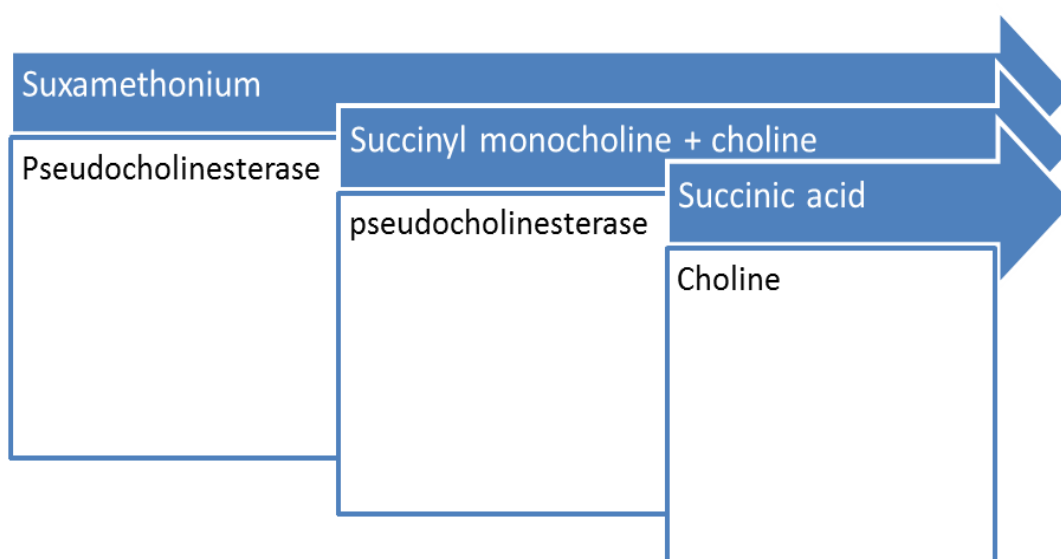 Suxamethonium
Pseudocholinesterase
Succinyl monocholine + choline
pseudocholinesterase
Succinic acid
Choline